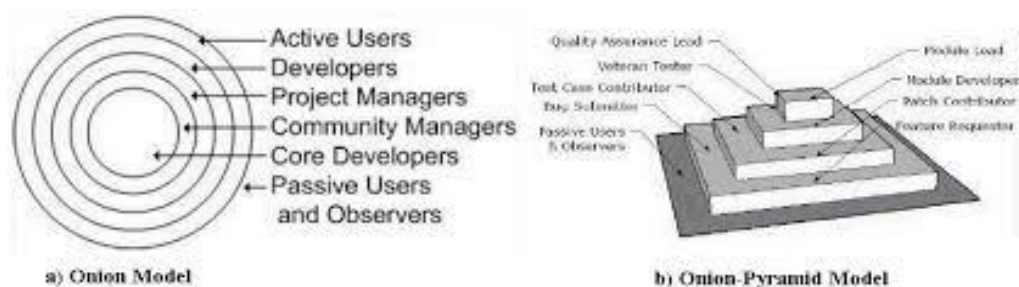 Active Users
Developers
Project Managers
Community Managers
Core Developers
Passive Users
and Observers
a) Onion Model
Quality Assurance Lead
Veteran Tester
Test Case Contributor
Bug Submitter
Passive Users
& Observers
Module Lead
Module Developer
Patch Contributor
Feature Requestor
b) Onion-Pyramid Model